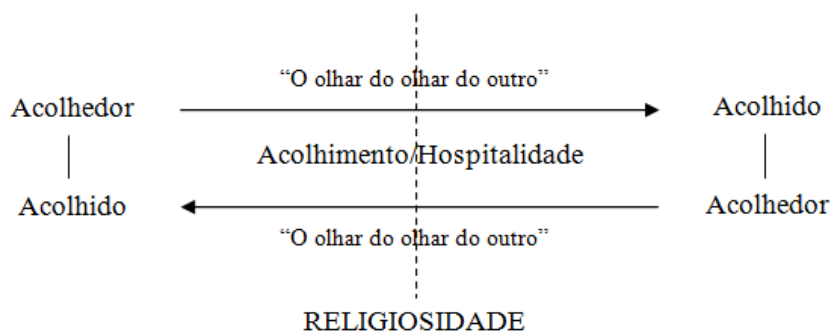 “O olhar do olhar do outro”
Acolhedor
Acolhido
Acolhimento/Hospitalidade
Acolhido
Acolhedor
“O olhar do olhar do outro”
RELIGIOSIDADE